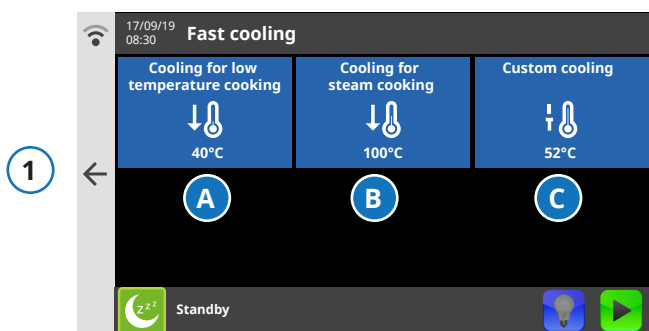 17/09/19
08:30
Fast cooling
Cooling for low
temperature cooking
40°C
Cooling for
steam cooking
100°C
Custom cooling
52°C
1
A
B
C
zzz
Standby